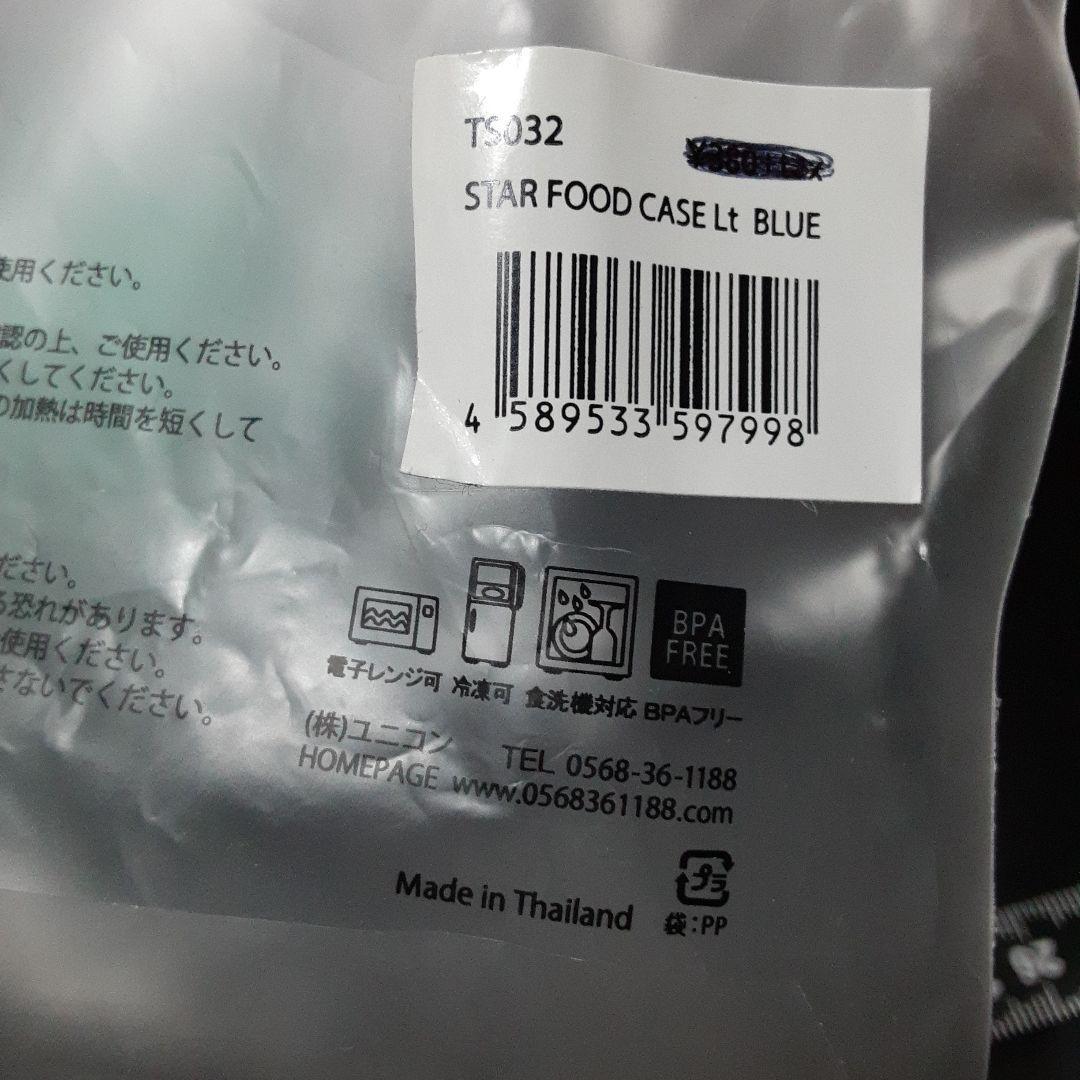 TS032
¥360+tax
STAR FOOD CASE Lt BLUE
4 589533 597998
使用ください。
認の上、ご使用ください。
くしてください。
の加熱は時間を短くして
ださい。
る恐れがあります。
使用ください。
さないでください。
BPA
FREE
電子レンジ可 冷凍可 食洗機対応 BPAフリー
(株)ユニコン TEL 0568-36-1188
HOMEPAGE www.0568361188.com
プラ
Made in Thailand
袋:PP
26